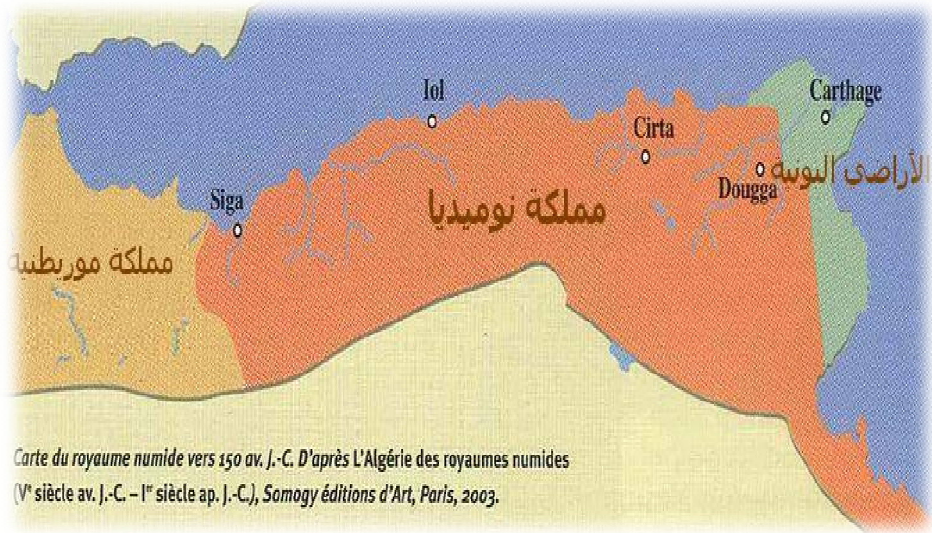 Iol
Carthage
Cirta
الأراضي البونية
Dougga
Siga
مملكة نوميديا
مملكة موريطنية
Carte du royaume numide vers 150 av. J.-C. D'après L'Algérie des royaumes numides
(Vᵉ siècle av. J.-C. – Iᵉʳ siècle ap. J.-C.), Somogy éditions d'Art, Paris, 2003.